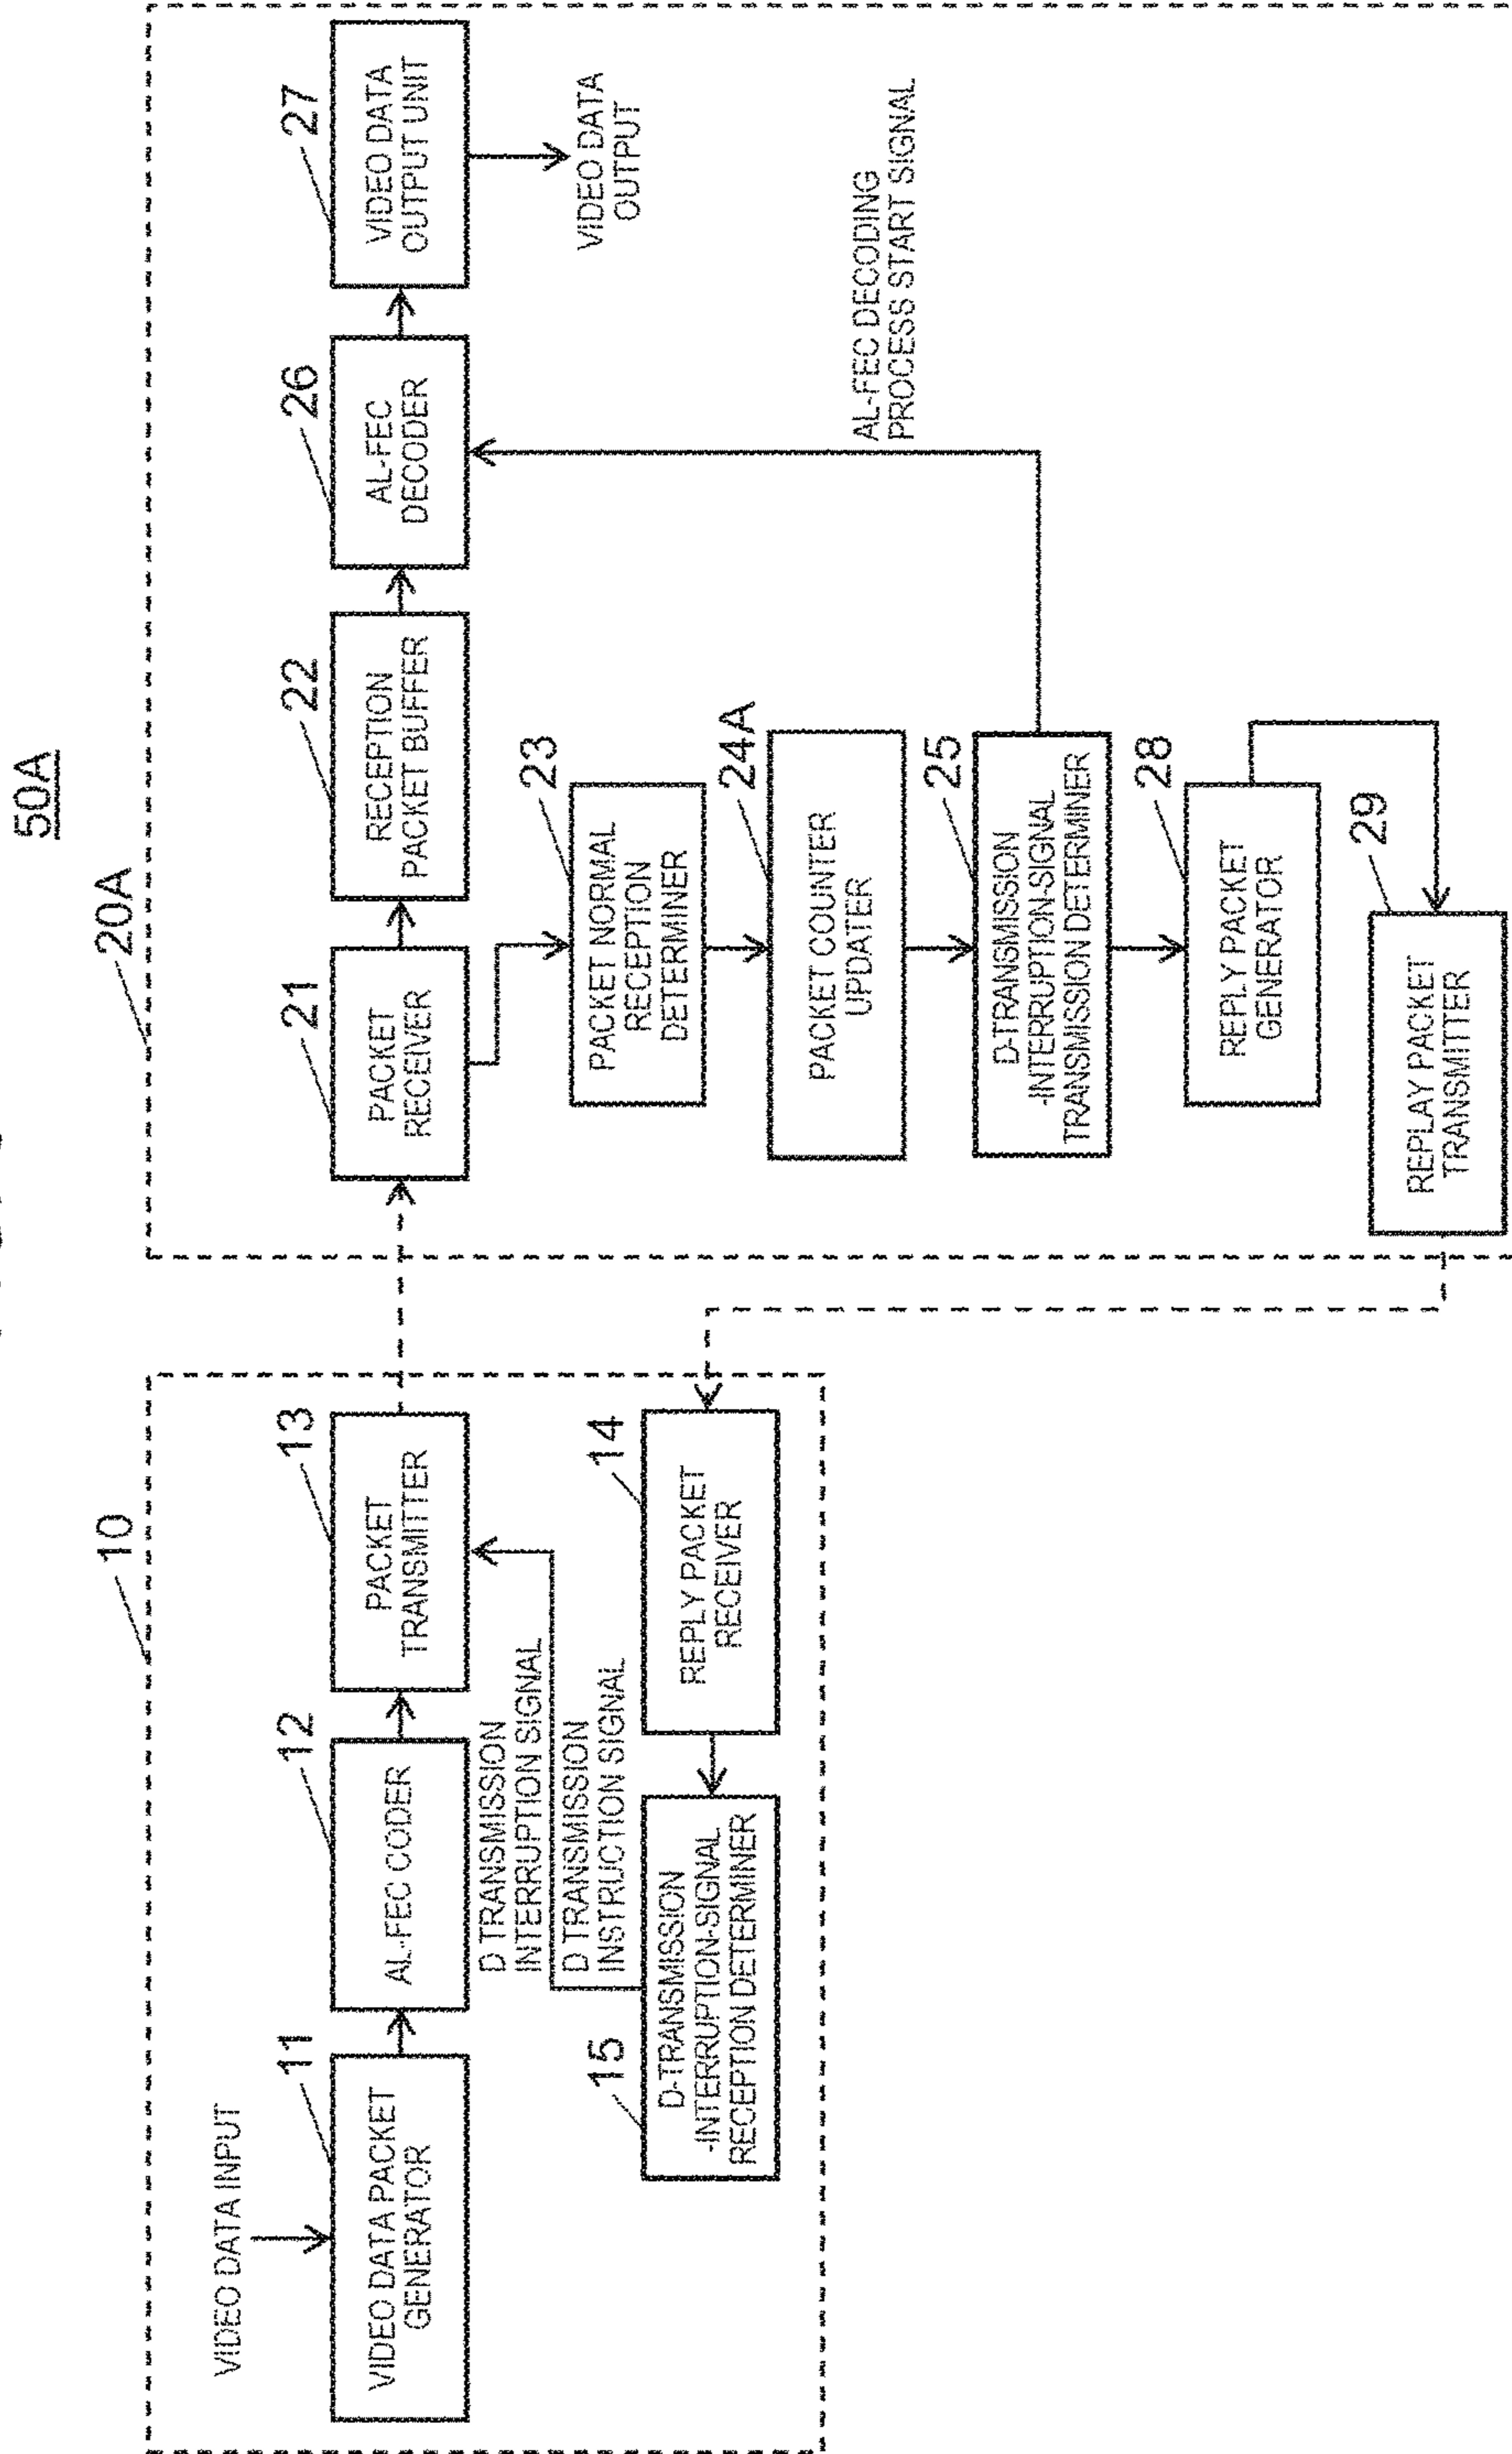 50A
10
VIDEO DATA INPUT
11
VIDEO DATA PACKET
GENERATOR
12
AL-FEC CODER
13
PACKET
TRANSMITTER
D TRANSMISSION
INTERRUPTION SIGNAL
D TRANSMISSION
INSTRUCTION SIGNAL
14
REPLY PACKET
RECEIVER
15
D-TRANSMISSION
-INTERRUPTION-SIGNAL
RECEPTION DETERMINER
20A
21
PACKET
RECEIVER
22
RECEPTION
PACKET BUFFER
26
AL-FEC
DECODER
27
VIDEO DATA
OUTPUT UNIT
VIDEO DATA
OUTPUT
23
PACKET NORMAL
RECEPTION
DETERMINER
24A
PACKET COUNTER
UPDATER
25
D-TRANSMISSION
-INTERRUPTION-SIGNAL
TRANSMISSION DETERMINER
AL-FEC DECODING
PROCESS START SIGNAL
28
REPLY PACKET
GENERATOR
29
REPLAY PACKET
TRANSMITTER